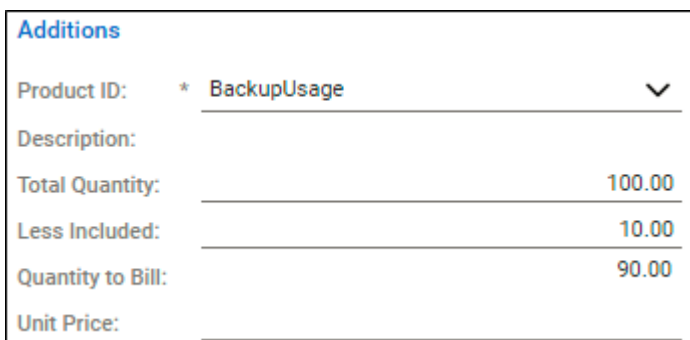 Additions
Product ID: * BackupUsage
Description:
Total Quantity: 100.00
Less Included: 10.00
Quantity to Bill: 90.00
Unit Price: